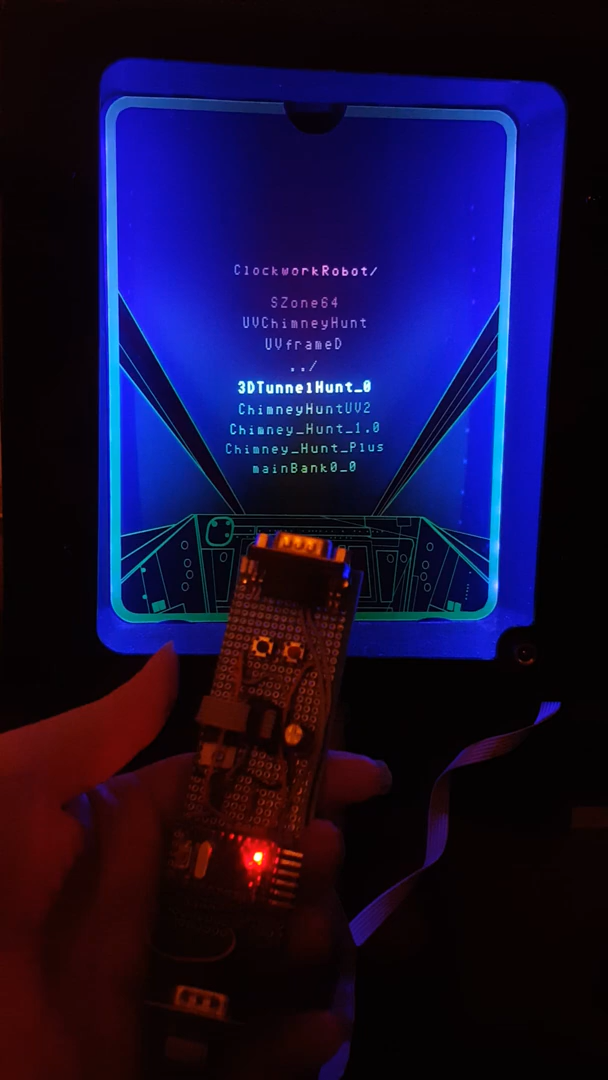 ClockworkRobot/
SZone64
UVChimneyHunt
UVframeD
../
3DTunnelHunt_0
ChimneyHuntUV2
Chimney_Hunt_1.0
Chimney_Hunt_Plus
mainBank0_0